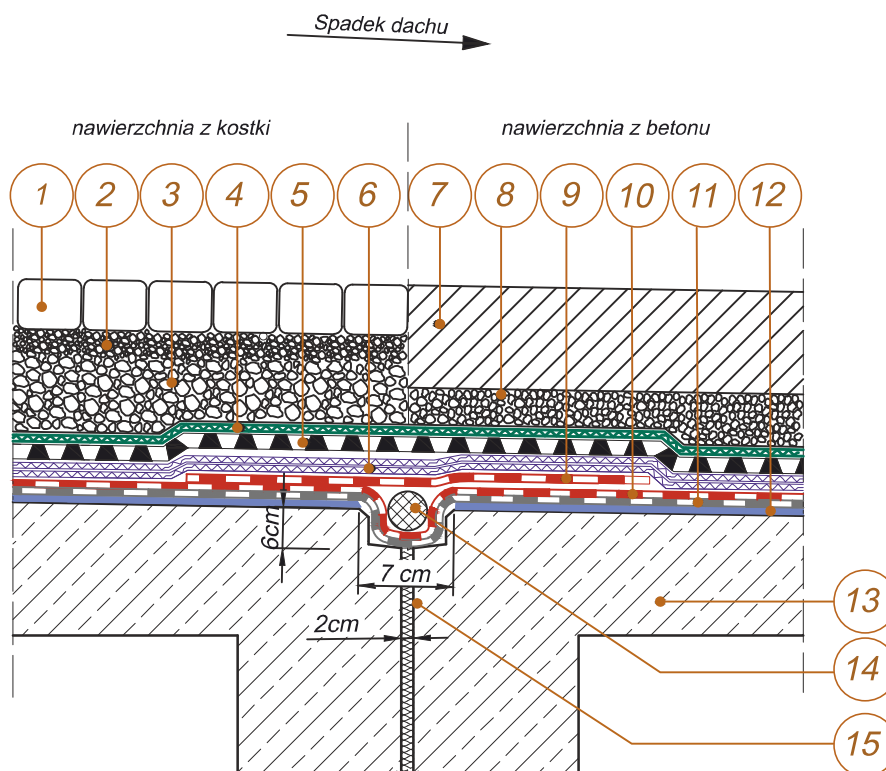 Spadek dachu
nawierzchnia z kostki
nawierzchnia z betonu
1 2 3 4 5 6 7 8 9 10 11 12
6cm
7 cm
13
2cm
14
15